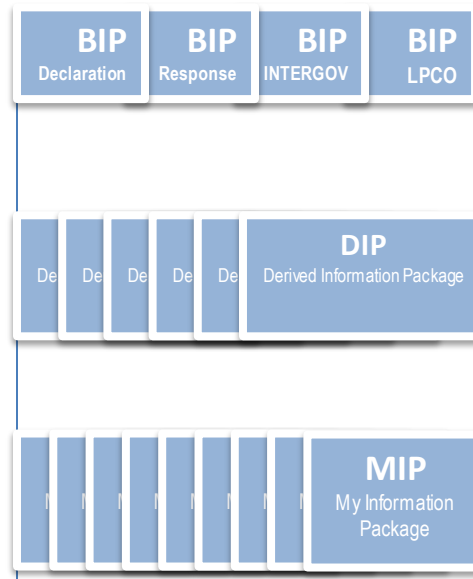 BIP BIP BIP BIP
Declaration Response INTERGOV LPCO
DIP
De De De De De Derived Information Package
MIP
M M M M M M M M My Information
Package